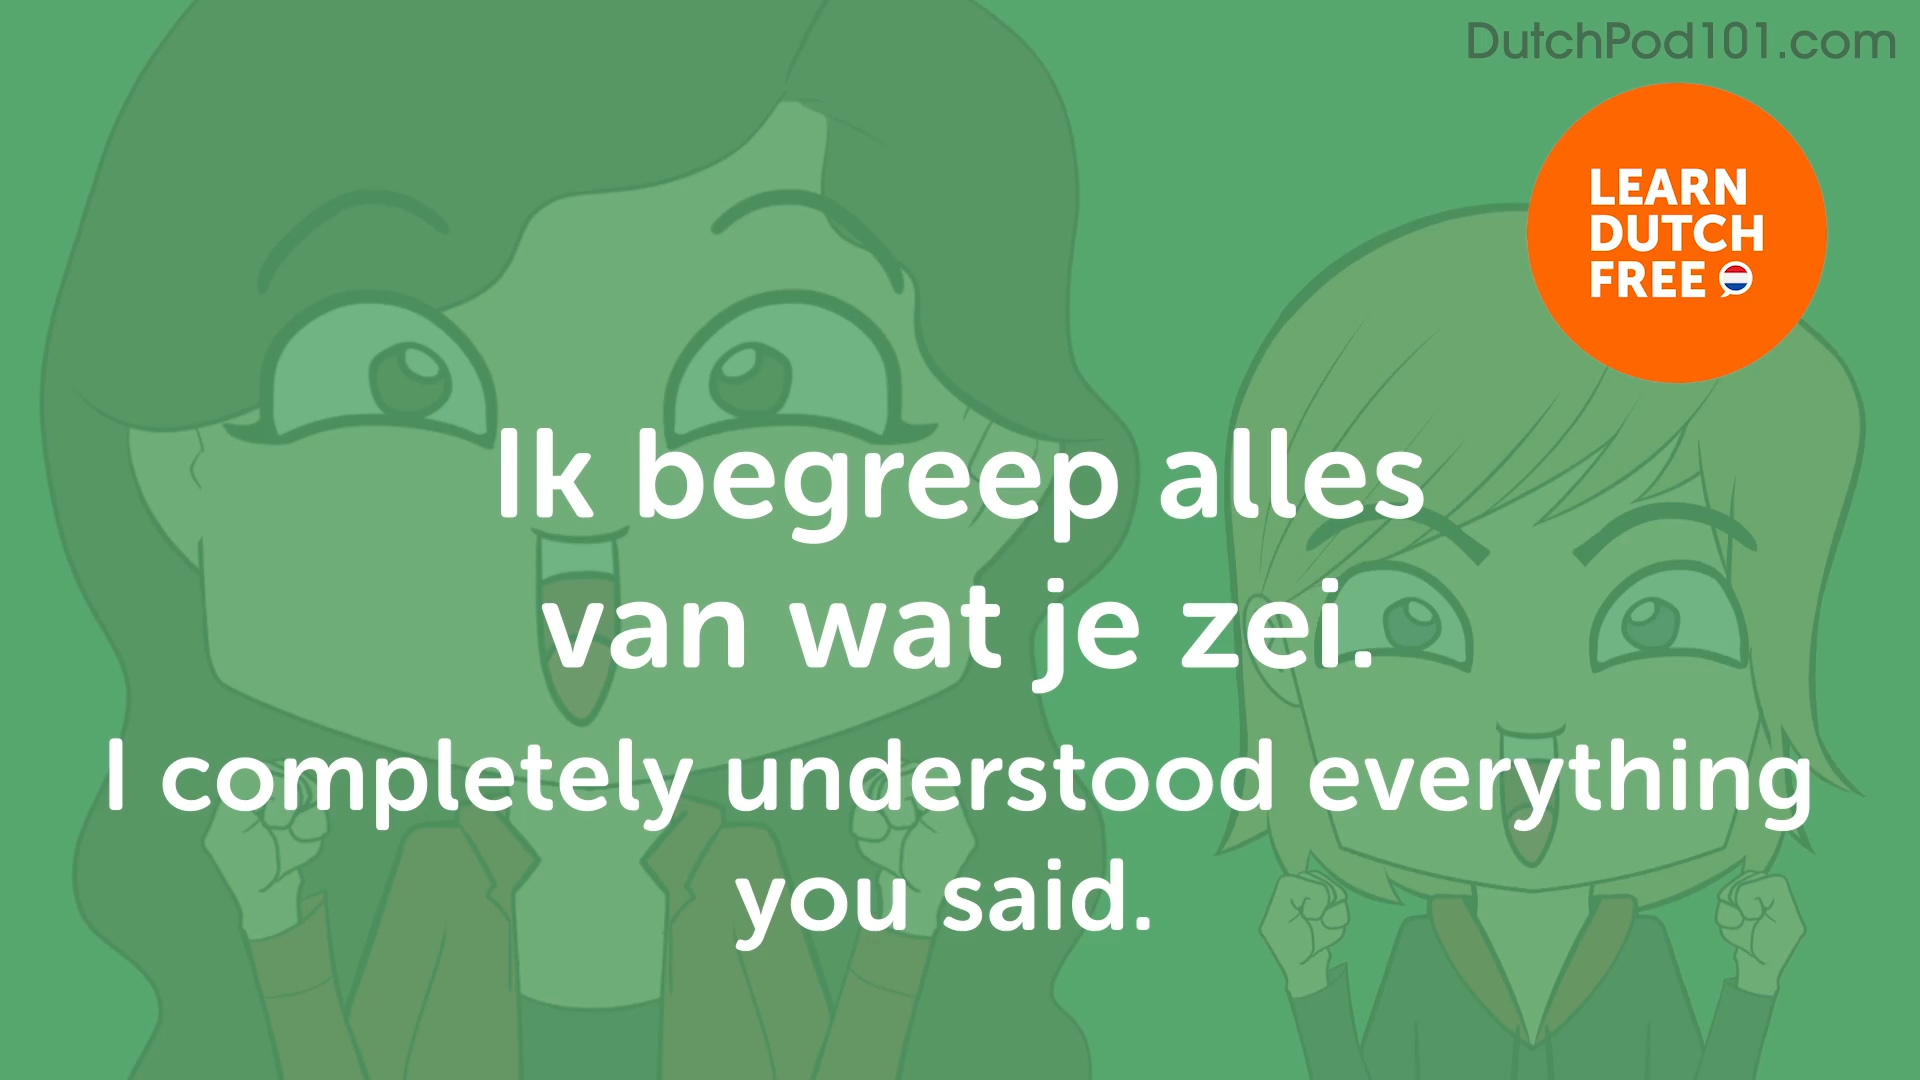 DutchPod101.com
LEARN
DUTCH
FREE
Ik begreep alles
van wat je zei.
I completely understood everything
you said.